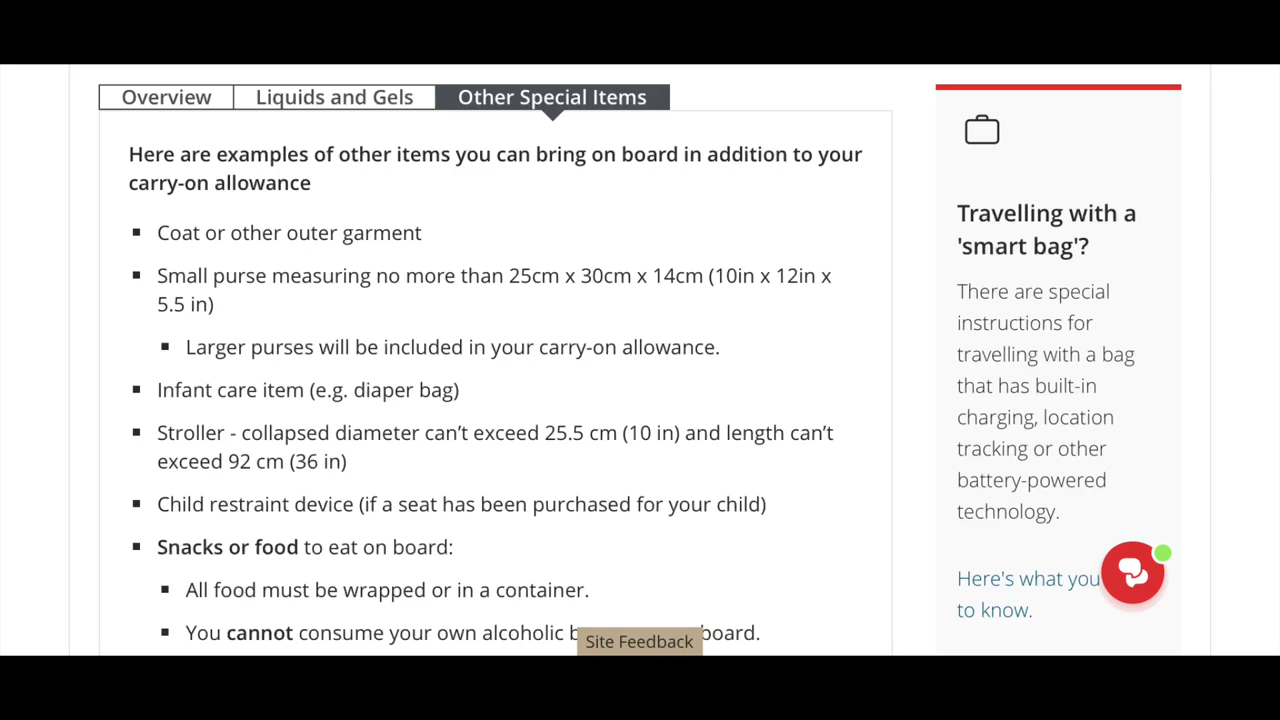 Overview
Liquids and Gels
Other Special Items
Here are examples of other items you can bring on board in addition to your
carry-on allowance
Coat or other outer garment
Small purse measuring no more than 25cm x 30cm x 14cm (10in x 12in x
5.5 in)
Larger purses will be included in your carry-on allowance.
Infant care item (e.g. diaper bag)
Stroller - collapsed diameter can’t exceed 25.5 cm (10 in) and length can’t
exceed 92 cm (36 in)
Child restraint device (if a seat has been purchased for your child)
Snacks or food to eat on board:
All food must be wrapped or in a container.
You cannot consume your own alcoholic board.
Site Feedback
Travelling with a
'smart bag'?
There are special
instructions for
travelling with a bag
that has built-in
charging, location
tracking or other
battery-powered
technology.
Here's what you
to know.